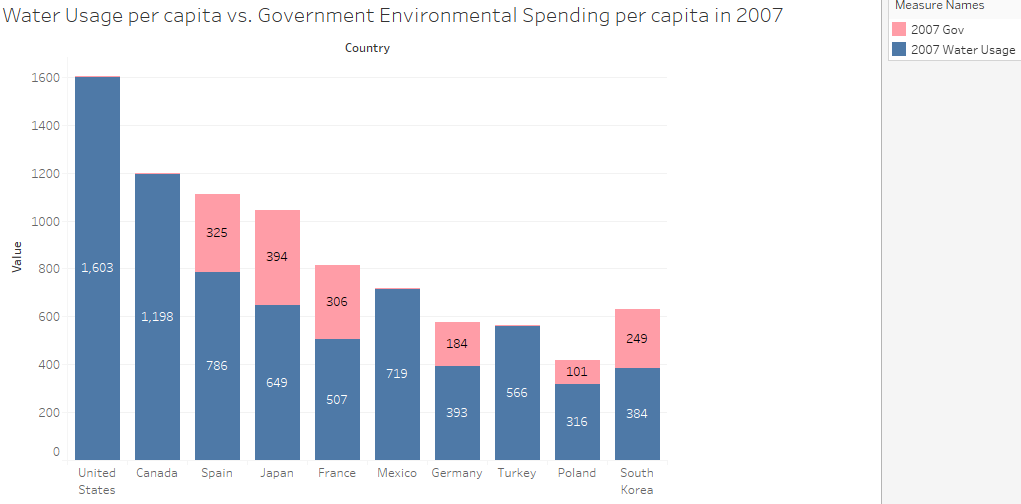 Water Usage per capita vs. Government Environmental Spending per capita in 2007
Measure Names
2007 Gov
2007 Water Usage
Country
Value
1600
1400
1200
1000
800
600
400
200
0
1,603
1,198
325
786
394
649
306
507
719
184
393
566
101
316
249
384
United States
Canada
Spain
Japan
France
Mexico
Germany
Turkey
Poland
South Korea